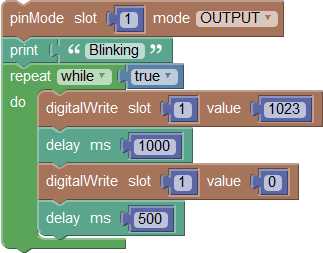 pinMode slot 1 mode OUTPUT
print “ Blinking ”
repeat while true
do digitalWrite slot 1 value 1023
delay ms 1000
digitalWrite slot 1 value 0
delay ms 500